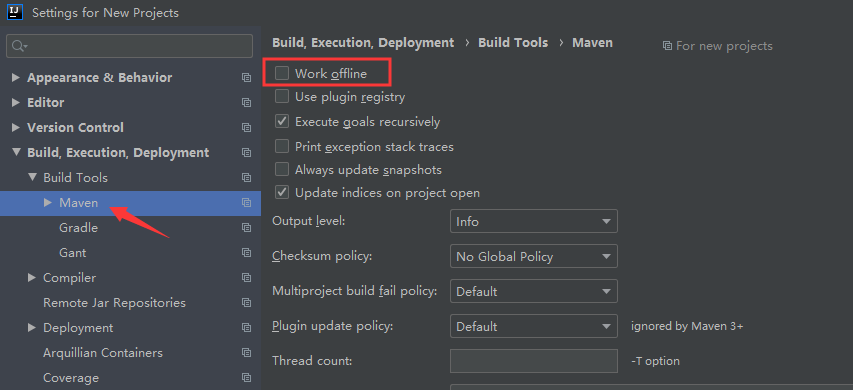 Settings for New Projects
Appearance & Behavior
Editor
Version Control
Build, Execution, Deployment
Build Tools
Maven
Gradle
Gant
Compiler
Remote Jar Repositories
Deployment
Arquillian Containers
Coverage
Build, Execution, Deployment › Build Tools › Maven For new projects
Work offline
Use plugin registry
Execute goals recursively
Print exception stack traces
Always update snapshots
Update indices on project open
Output level: Info
Checksum policy: No Global Policy
Multiproject build fail policy: Default
Plugin update policy: Default ignored by Maven 3+
Thread count: -T option